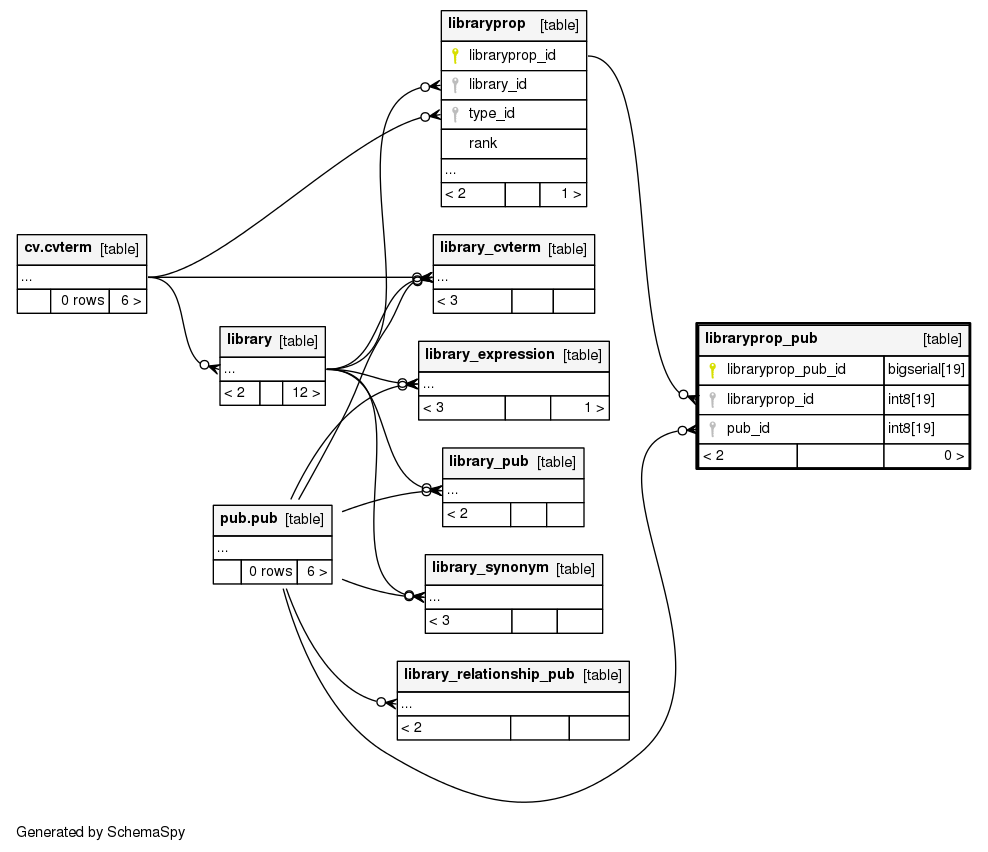 libraryprop [table]
libraryprop_id
library_id
type_id
rank
...
< 2 1 >
cv.cvterm [table]
...
0 rows 6 >
library_cvterm [table]
...
< 3
library [table]
...
< 2 12 >
library_expression [table]
...
< 3 1 >
libraryprop_pub [table]
libraryprop_pub_id bigserial[19]
libraryprop_id int8[19]
pub_id int8[19]
< 2 0 >
library_pub [table]
...
< 2
pub.pub [table]
...
0 rows 6 >
library_synonym [table]
...
< 3
library_relationship_pub [table]
...
< 2
Generated by SchemaSpy